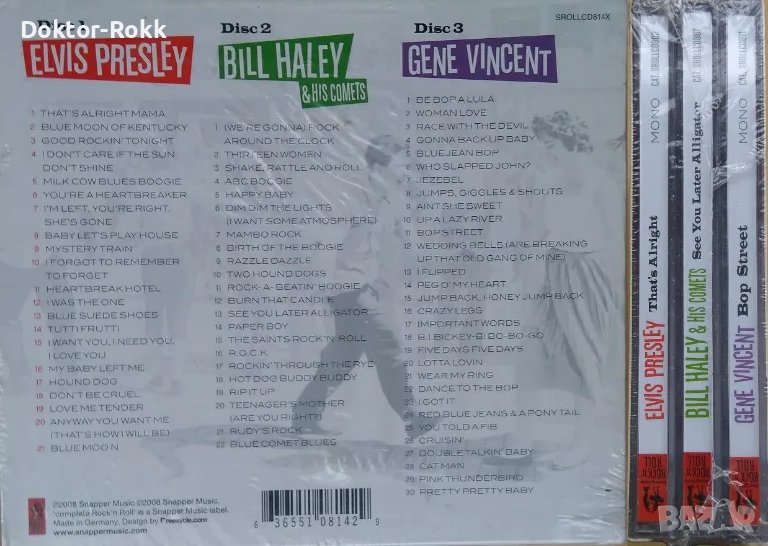 Doktor-Rokk
SROLLCD814X
ELVIS PRESLEY
1 THAT'S ALRIGHT MAMA
2 BLUE MOON OF KENTUCKY
3 GOOD ROCKIN' TONIGHT
4 I DON'T CARE IF THE SUN
DON'T SHINE
5 MILK COW BLUES BOOGIE
6 YOU'RE A HEARTBREAKER
7 I'M LEFT, YOU'RE RIGHT,
SHE'S GONE
8 BABY LET'S PLAY HOUSE
9 MYSTERY TRAIN
10 I FORGOT TO REMEMBER
TO FORGET
11 HEARTBREAK HOTEL
12 I WAS THE ONE
13 BLUE SUEDE SHOES
14 TUTTI FRUTTI
15 I WANT YOU, I NEED YOU,
I LOVE YOU
16 MY BABY LEFT ME
17 HOUND DOG
18 DON'T BE CRUEL
19 LOVE ME TENDER
20 ANYWAY YOU WANT ME
(THAT'S HOW I WILL BE)
21 BLUE MOON
Disc 2
BILL HALEY
& HIS COMETS
1 (WE'RE GONNA) ROCK
AROUND THE CLOCK
2 THIRTEEN WOMEN
3 SHAKE, RATTLE AND ROLL
4 ABC BOOGIE
5 HAPPY BABY
6 DIM DIM THE LIGHTS
(I WANT SOME ATMOSPHERE)
7 MAMBO ROCK
8 BIRTH OF THE BOOGIE
9 RAZZLE DAZZLE
10 TWO HOUND DOGS
11 ROCK-A-BEATIN' BOOGIE
12 BURN THAT CANDLE
13 SEE YOU LATER ALLIGATOR
14 PAPER BOY
15 THE SAINTS ROCK 'N' ROLL
16 R.O.C.K.
17 ROCKIN' THROUGH THE RYE
18 HOT DOG BUDDY BUDDY
19 RIP IT UP
20 TEENAGER'S MOTHER
(ARE YOU RIGHT?)
21 RUDY'S ROCK
22 BLUE COMET BLUES
Disc 3
GENE VINCENT
1 BE BOP A LULA
2 WOMAN LOVE
3 RACE WITH THE DEVIL
4 GONNA BACK UP BABY
5 BLUEJEAN BOP
6 WHO SLAPPED JOHN?
7 JEZEBEL
8 JUMPS, GIGGLES & SHOUTS
9 AIN'T SHE SWEET
10 UP A LAZY RIVER
11 BOP STREET
12 WEDDING BELLS (ARE BREAKING
UP THAT OLD GANG OF MINE)
13 I FLIPPED
14 PEG O' MY HEART
15 JUMP BACK, HONEY JUMP BACK
16 CRAZY LEGS
17 IMPORTANT WORDS
18 B.I BICKEY-BI BO-BO-GO
19 FIVE DAYS FIVE DAYS
20 LOTTA LOVIN
21 WEAR MY RING
22 DANCE TO THE BOP
23 I GOT IT
24 RED BLUE JEANS & A PONY TAIL
25 YOU TOLD A FIB
26 CRUISIN'
27 DOUBLE TALKIN' BABY
28 CAT MAN
29 PINK THUNDERBIRD
30 PRETTY PRETTY BABY
℗2008 Snapper Music ©2008 Snapper Music.
'complete Rock'n'Roll' is a Snapper Music label.
Made in Germany. Design by Freecycle.com
www.snappermusic.com
6 36551 08142 9
ELVIS PRESLEY That's Alright MONO
BILL HALEY & HIS COMETS See You Later Alligator
GENE VINCENT Bop Street MONO
ROCK n' ROLL
ROCK n' ROLL
ROCK n' ROLL
BAZAR